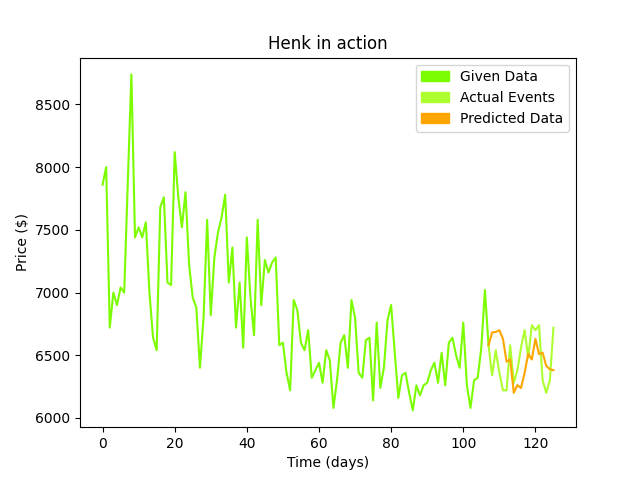 Henk in action
Given Data
Actual Events
Predicted Data
Price ($)
8500
8000
7500
7000
6500
6000
0 20 40 60 80 100 120
Time (days)